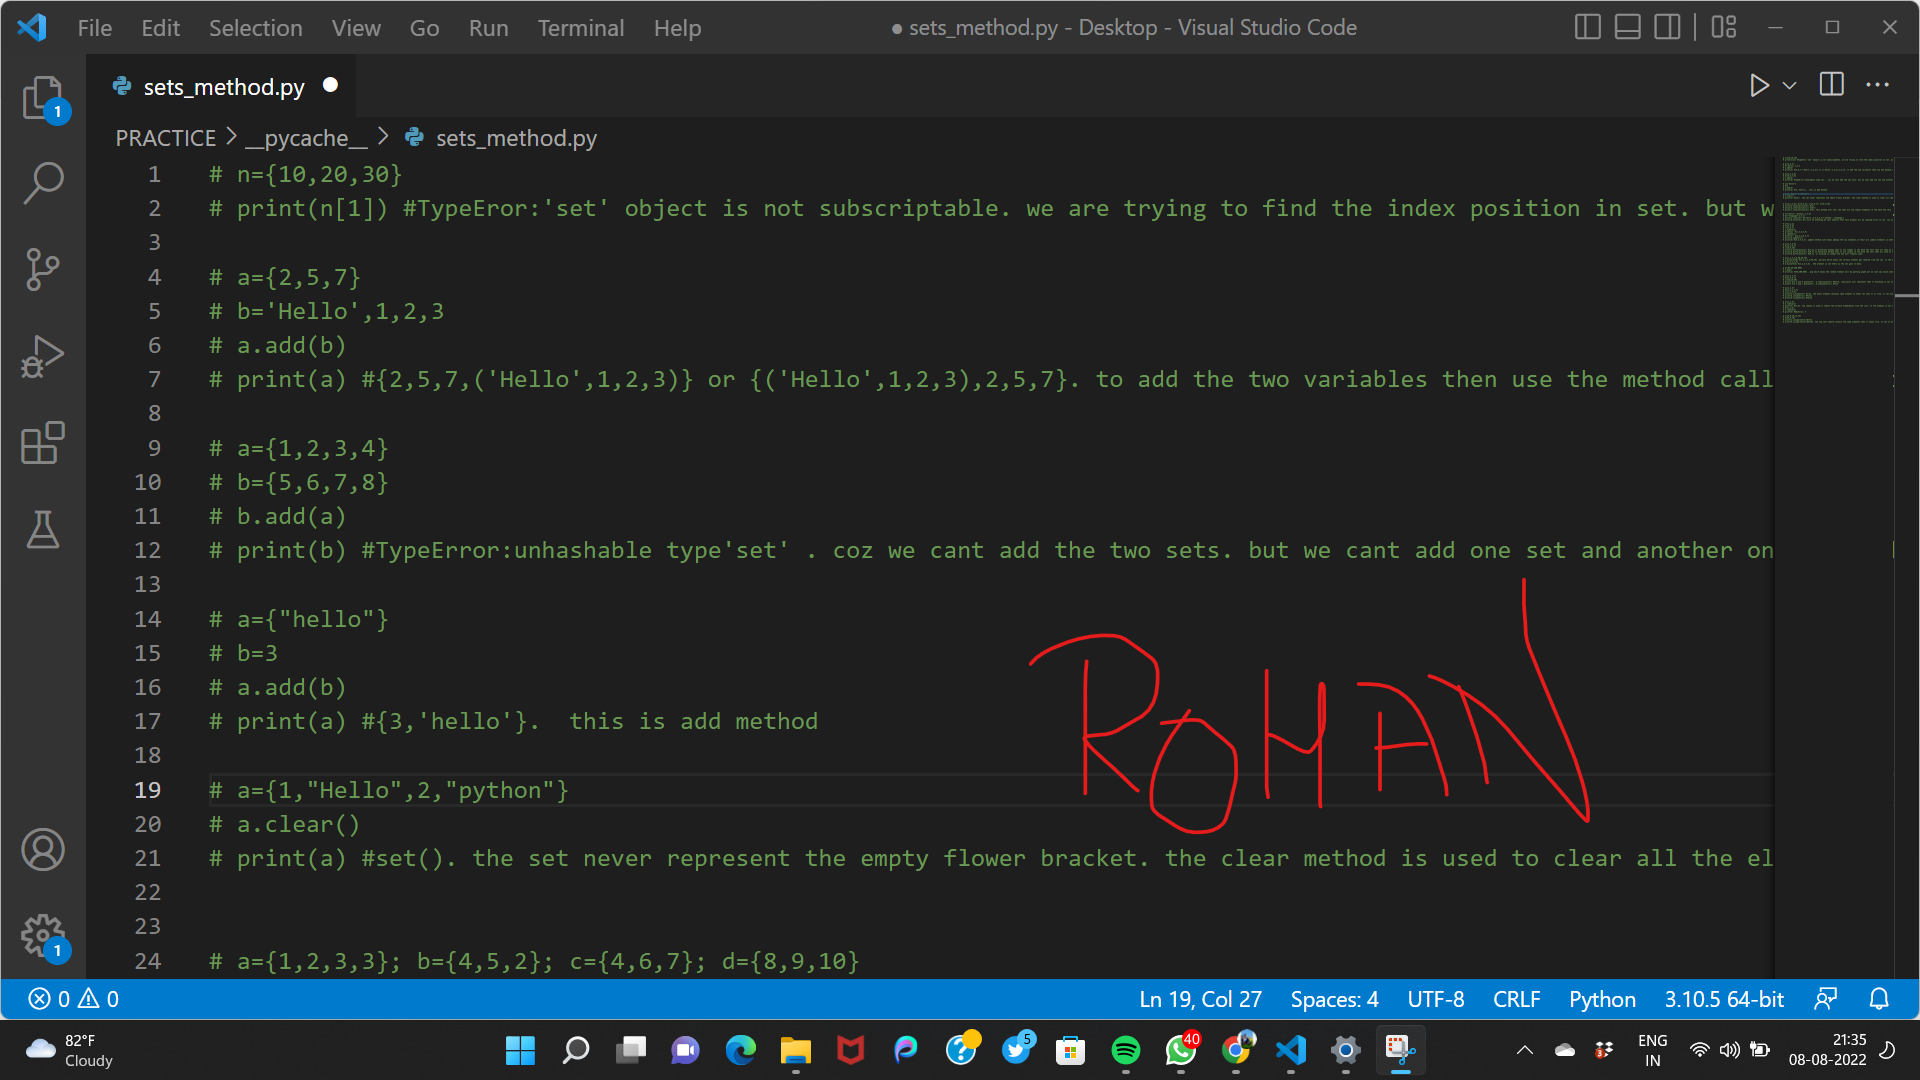 File Edit Selection View Go Run Terminal Help ● sets_method.py - Desktop - Visual Studio Code
sets_method.py
1
PRACTICE > __pycache__ > sets_method.py
1 # n={10,20,30}
2 # print(n[1]) #TypeEror:'set' object is not subscriptable. we are trying to find the index position in set. but w
3
4 # a={2,5,7}
5 # b='Hello',1,2,3
6 # a.add(b)
7 # print(a) #{2,5,7,('Hello',1,2,3)} or {('Hello',1,2,3),2,5,7}. to add the two variables then use the method call
8
9 # a={1,2,3,4}
10 # b={5,6,7,8}
11 # b.add(a)
12 # print(b) #TypeError:unhashable type'set' . coz we cant add the two sets. but we cant add one set and another on
13
14 # a={"hello"}
15 # b=3
16 # a.add(b)
17 # print(a) #{3,'hello'}.  this is add method
18
ROHAN
19 # a={1,"Hello",2,"python"}
20 # a.clear()
21 # print(a) #set(). the set never represent the empty flower bracket. the clear method is used to clear all the el
22
23
24 # a={1,2,3,3}; b={4,5,2}; c={4,6,7}; d={8,9,10}
1
0 0 Ln 19, Col 27 Spaces: 4 UTF-8 CRLF Python 3.10.5 64-bit
82°F
Cloudy
5
40
3
ENG
IN
21:35
08-08-2022